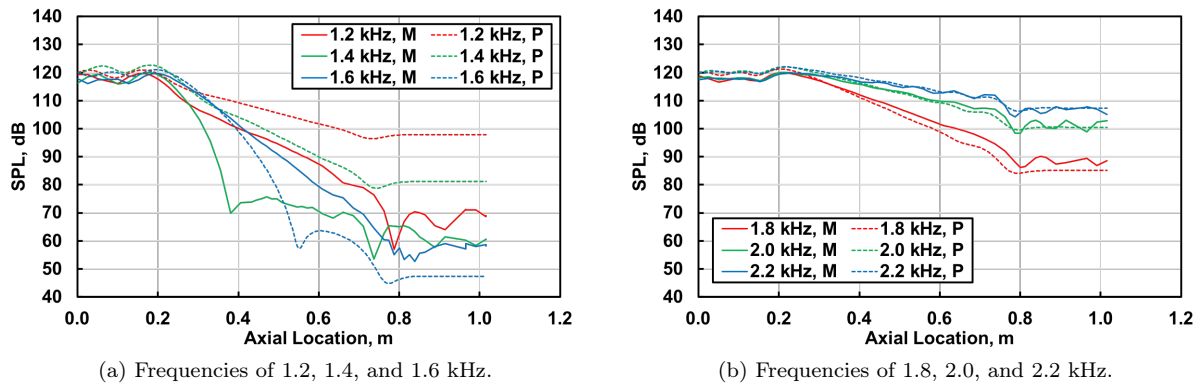 140
130
120
110
100
90
80
70
60
50
40
SPL, dB
1.2 kHz, M
1.2 kHz, P
1.4 kHz, M
1.4 kHz, P
1.6 kHz, M
1.6 kHz, P
0.0 0.2 0.4 0.6 0.8 1.0 1.2
Axial Location, m
(a) Frequencies of 1.2, 1.4, and 1.6 kHz.
140
130
120
110
100
90
80
70
60
50
40
SPL, dB
1.8 kHz, M
1.8 kHz, P
2.0 kHz, M
2.0 kHz, P
2.2 kHz, M
2.2 kHz, P
0.0 0.2 0.4 0.6 0.8 1.0 1.2
Axial Location, m
(b) Frequencies of 1.8, 2.0, and 2.2 kHz.